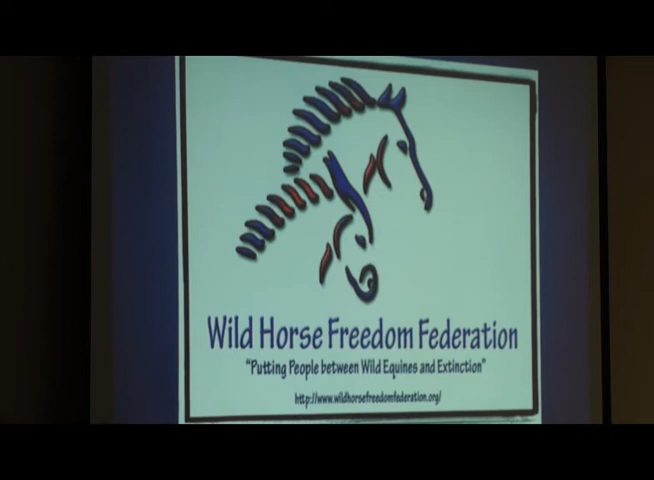 Wild Horse Freedom Federation
"Putting People between Wild Equines and Extinction"
http://www.wildhorsefreedomfederation.org/